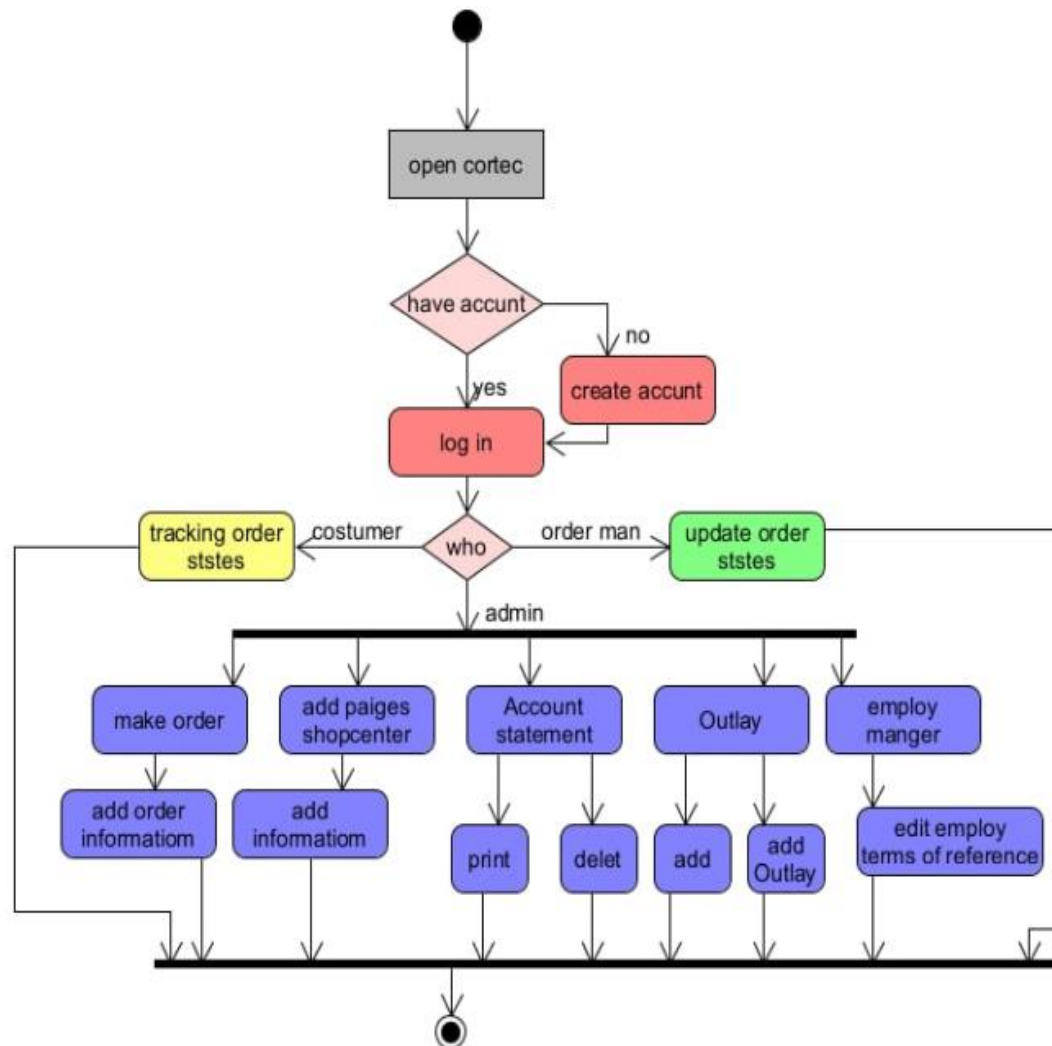 open cortec
have accunt
no
create accunt
yes
log in
tracking order
ststes
costumer
who
order man
update order
ststes
admin
make order
add paiges
shopcenter
Account
statement
Outlay
employ
manger
add order
informatiom
add
informatiom
print
delet
add
add
Outlay
edit employ
terms of reference